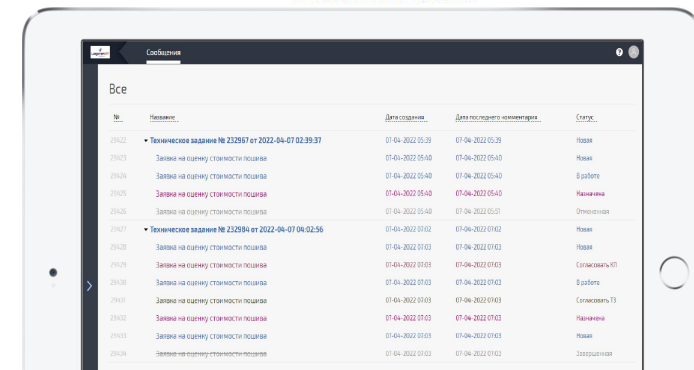 Сообщения
Все
№ Название Дата создания Дата последнего комментария Статус
29422 Техническое задание № 232967 от 2022-04-07 02:39:37 07-04-2022 05:39 07-04-2022 05:39 Новая
29423 Заявка на оценку стоимости пошива 07-04-2022 05:40 07-04-2022 05:40 Новая
29424 Заявка на оценку стоимости пошива 07-04-2022 05:40 07-04-2022 05:40 В работе
29425 Заявка на оценку стоимости пошива 07-04-2022 05:40 07-04-2022 05:40 Назначена
29426 Заявка на оценку стоимости пошива 07-04-2022 05:40 07-04-2022 05:51 Отмененная
29427 Техническое задание № 232984 от 2022-04-07 04:02:56 07-04-2022 07:02 07-04-2022 07:02 Новая
29428 Заявка на оценку стоимости пошива 07-04-2022 07:03 07-04-2022 07:03 Новая
29429 Заявка на оценку стоимости пошива 07-04-2022 07:03 07-04-2022 07:03 Согласовать КП
29430 Заявка на оценку стоимости пошива 07-04-2022 07:03 07-04-2022 07:03 В работе
29431 Заявка на оценку стоимости пошива 07-04-2022 07:03 07-04-2022 07:03 Согласовать ТЗ
29432 Заявка на оценку стоимости пошива 07-04-2022 07:03 07-04-2022 07:03 Назначена
29433 Заявка на оценку стоимости пошива 07-04-2022 07:03 07-04-2022 07:03 Новая
29434 Заявка на оценку стоимости пошива 07-04-2022 07:03 07-04-2022 07:03 Завершенная